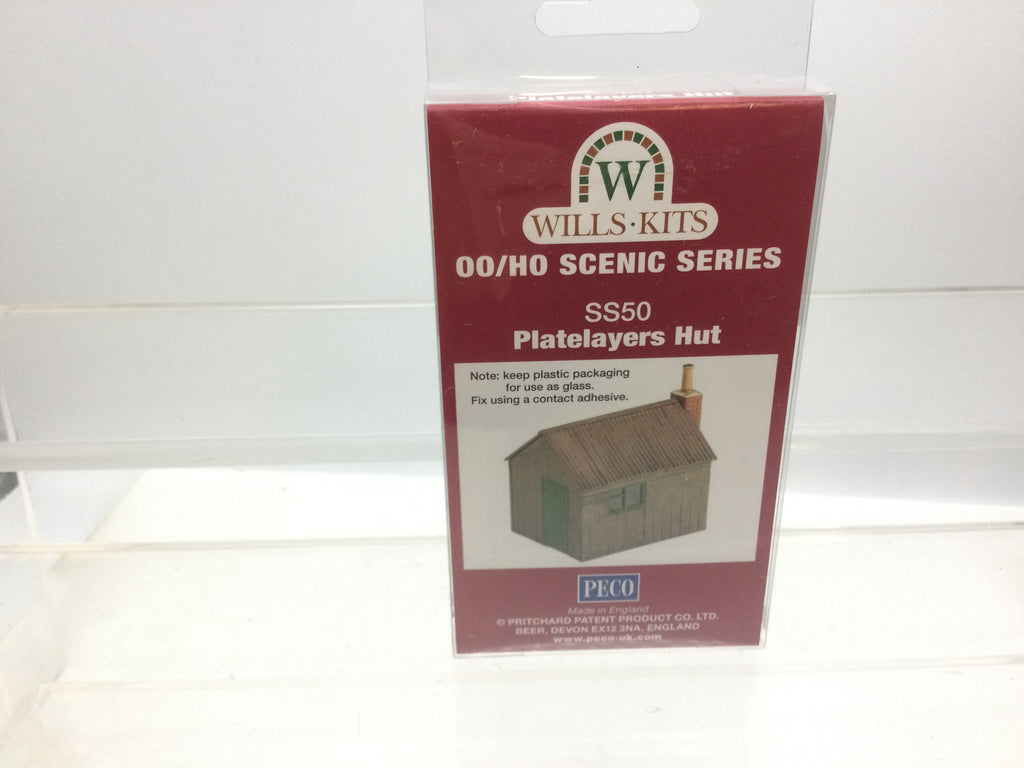 Platelayers Hut
W
WILLS·KITS
OO/HO SCENIC SERIES
SS50
Platelayers Hut
Note: keep plastic packaging
for use as glass.
Fix using a contact adhesive.
PECO
Made in England
© PRITCHARD PATENT PRODUCT CO. LTD.
BEER, DEVON EX12 3NA, ENGLAND
www.peco-uk.com